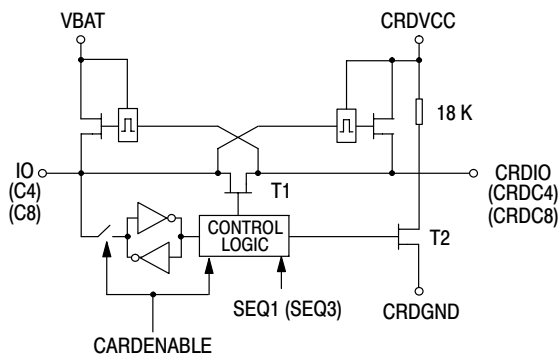 VBAT
CRDVCC
18 K
IO
(C4)
(C8)
T1
CRDIO
(CRDC4)
(CRDC8)
CONTROL
LOGIC
T2
SEQ1 (SEQ3)
CRDGND
CARDENABLE